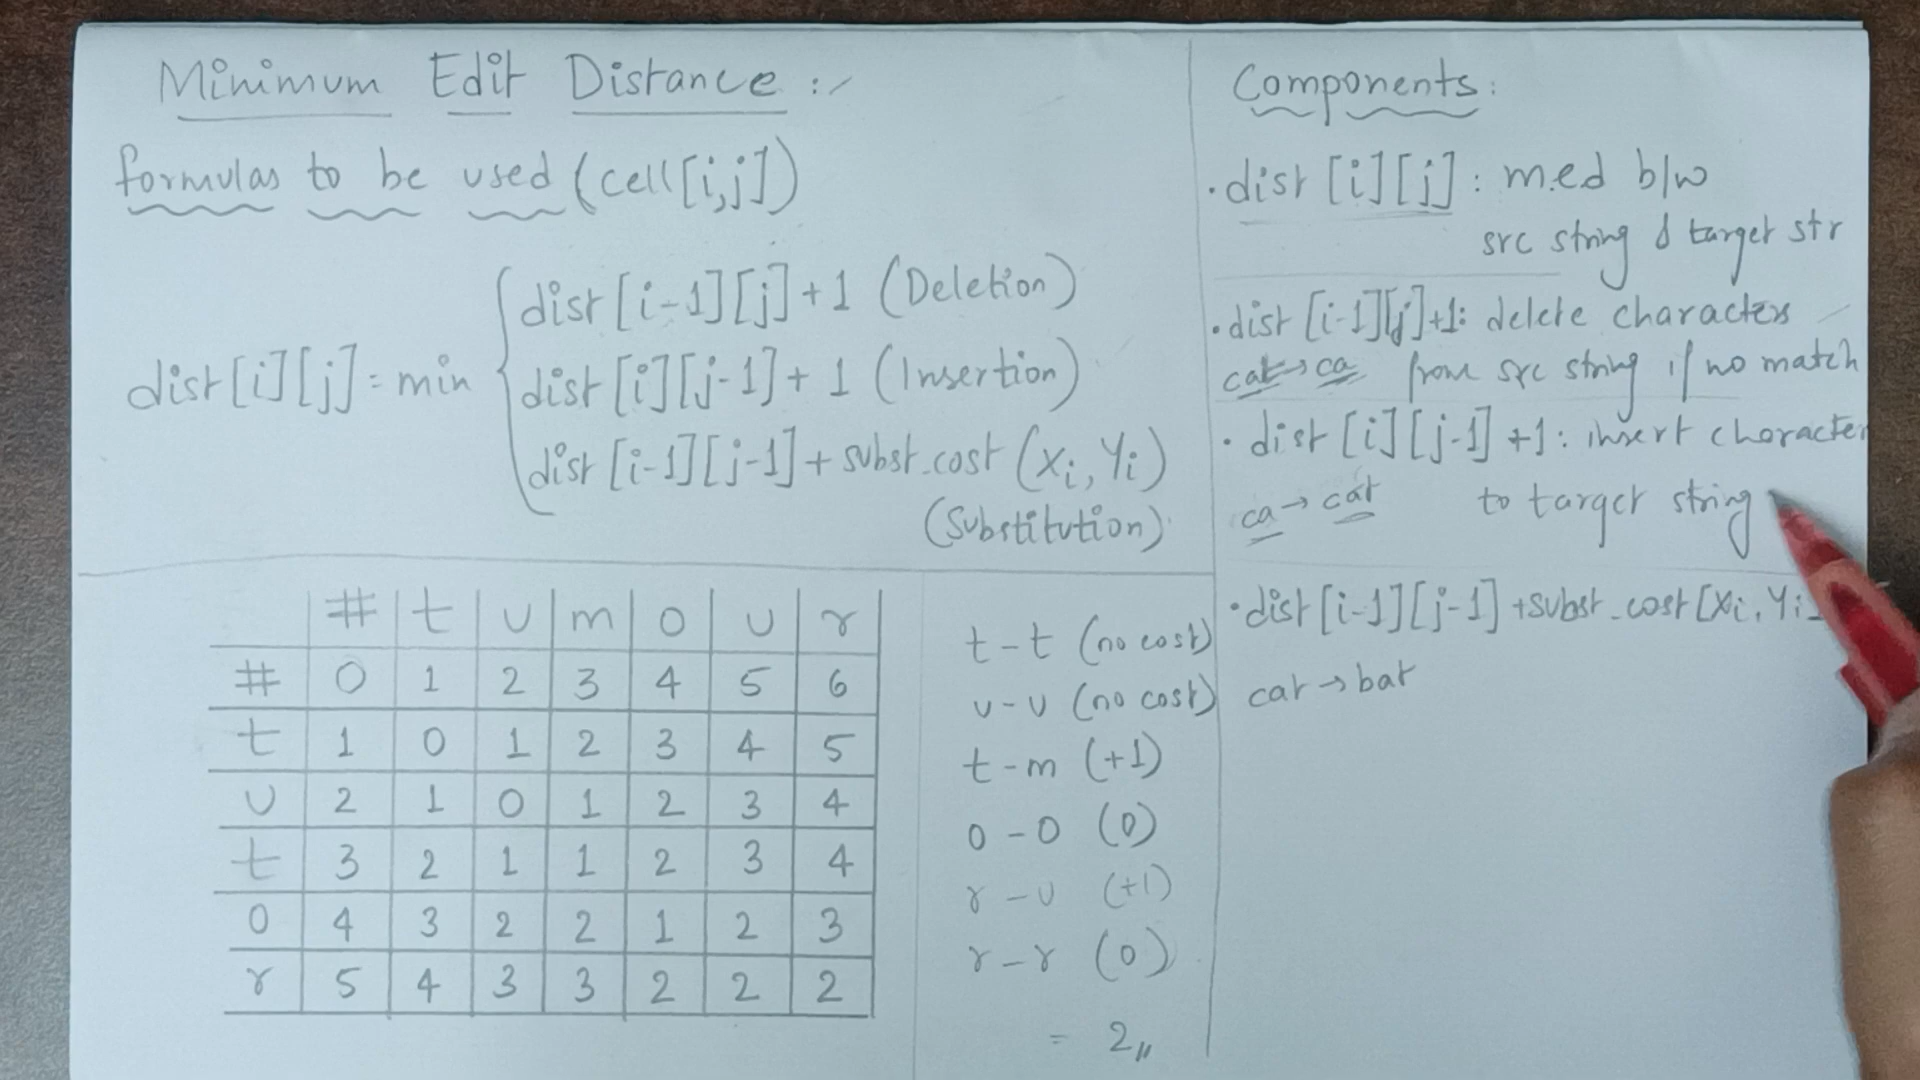 Minimum Edit Distance :-
formulas to be used (cell[i,j])
dist[i][j] = min
dist[i-1][j]+1 (Deletion)
dist[i][j-1]+1 (Insertion)
dist[i-1][j-1]+subst_cost (Xi, Yi)
(Substitution)
# t u m o u r
# 0 1 2 3 4 5 6
t 1 0 1 2 3 4 5
u 2 1 0 1 2 3 4
t 3 2 1 1 2 3 4
o 4 3 2 2 1 2 3
r 5 4 3 3 2 2 2
t-t (no cost)
u-u (no cost)
t-m (+1)
o-o (0)
r-u (+1)
r-r (0)
= 2,,
Components:
· dist [i][j]: m.e.d b/w
src string & target str
· dist [i-1][j]+1: delete characters
cat→ca from src string if no match
· dist [i][j-1]+1: insert character
ca→cat to target string
· dist[i-1][j-1]+subst_cost[Xi, Yi
cat→bat